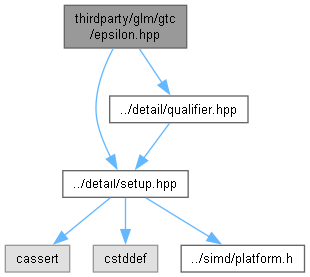 thirdparty/glm/gtc
/epsilon.hpp
../detail/qualifier.hpp
../detail/setup.hpp
cassert
cstddef
../simd/platform.h